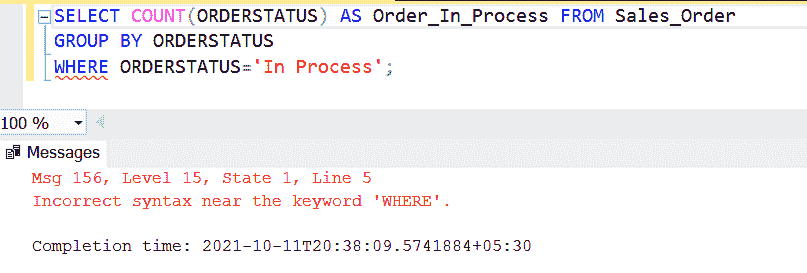 SELECT COUNT(ORDERSTATUS) AS Order_In_Process FROM Sales_Order
GROUP BY ORDERSTATUS
WHERE ORDERSTATUS='In Process';
100 %
Messages
Msg 156, Level 15, State 1, Line 5
Incorrect syntax near the keyword 'WHERE'.
Completion time: 2021-10-11T20:38:09.5741884+05:30